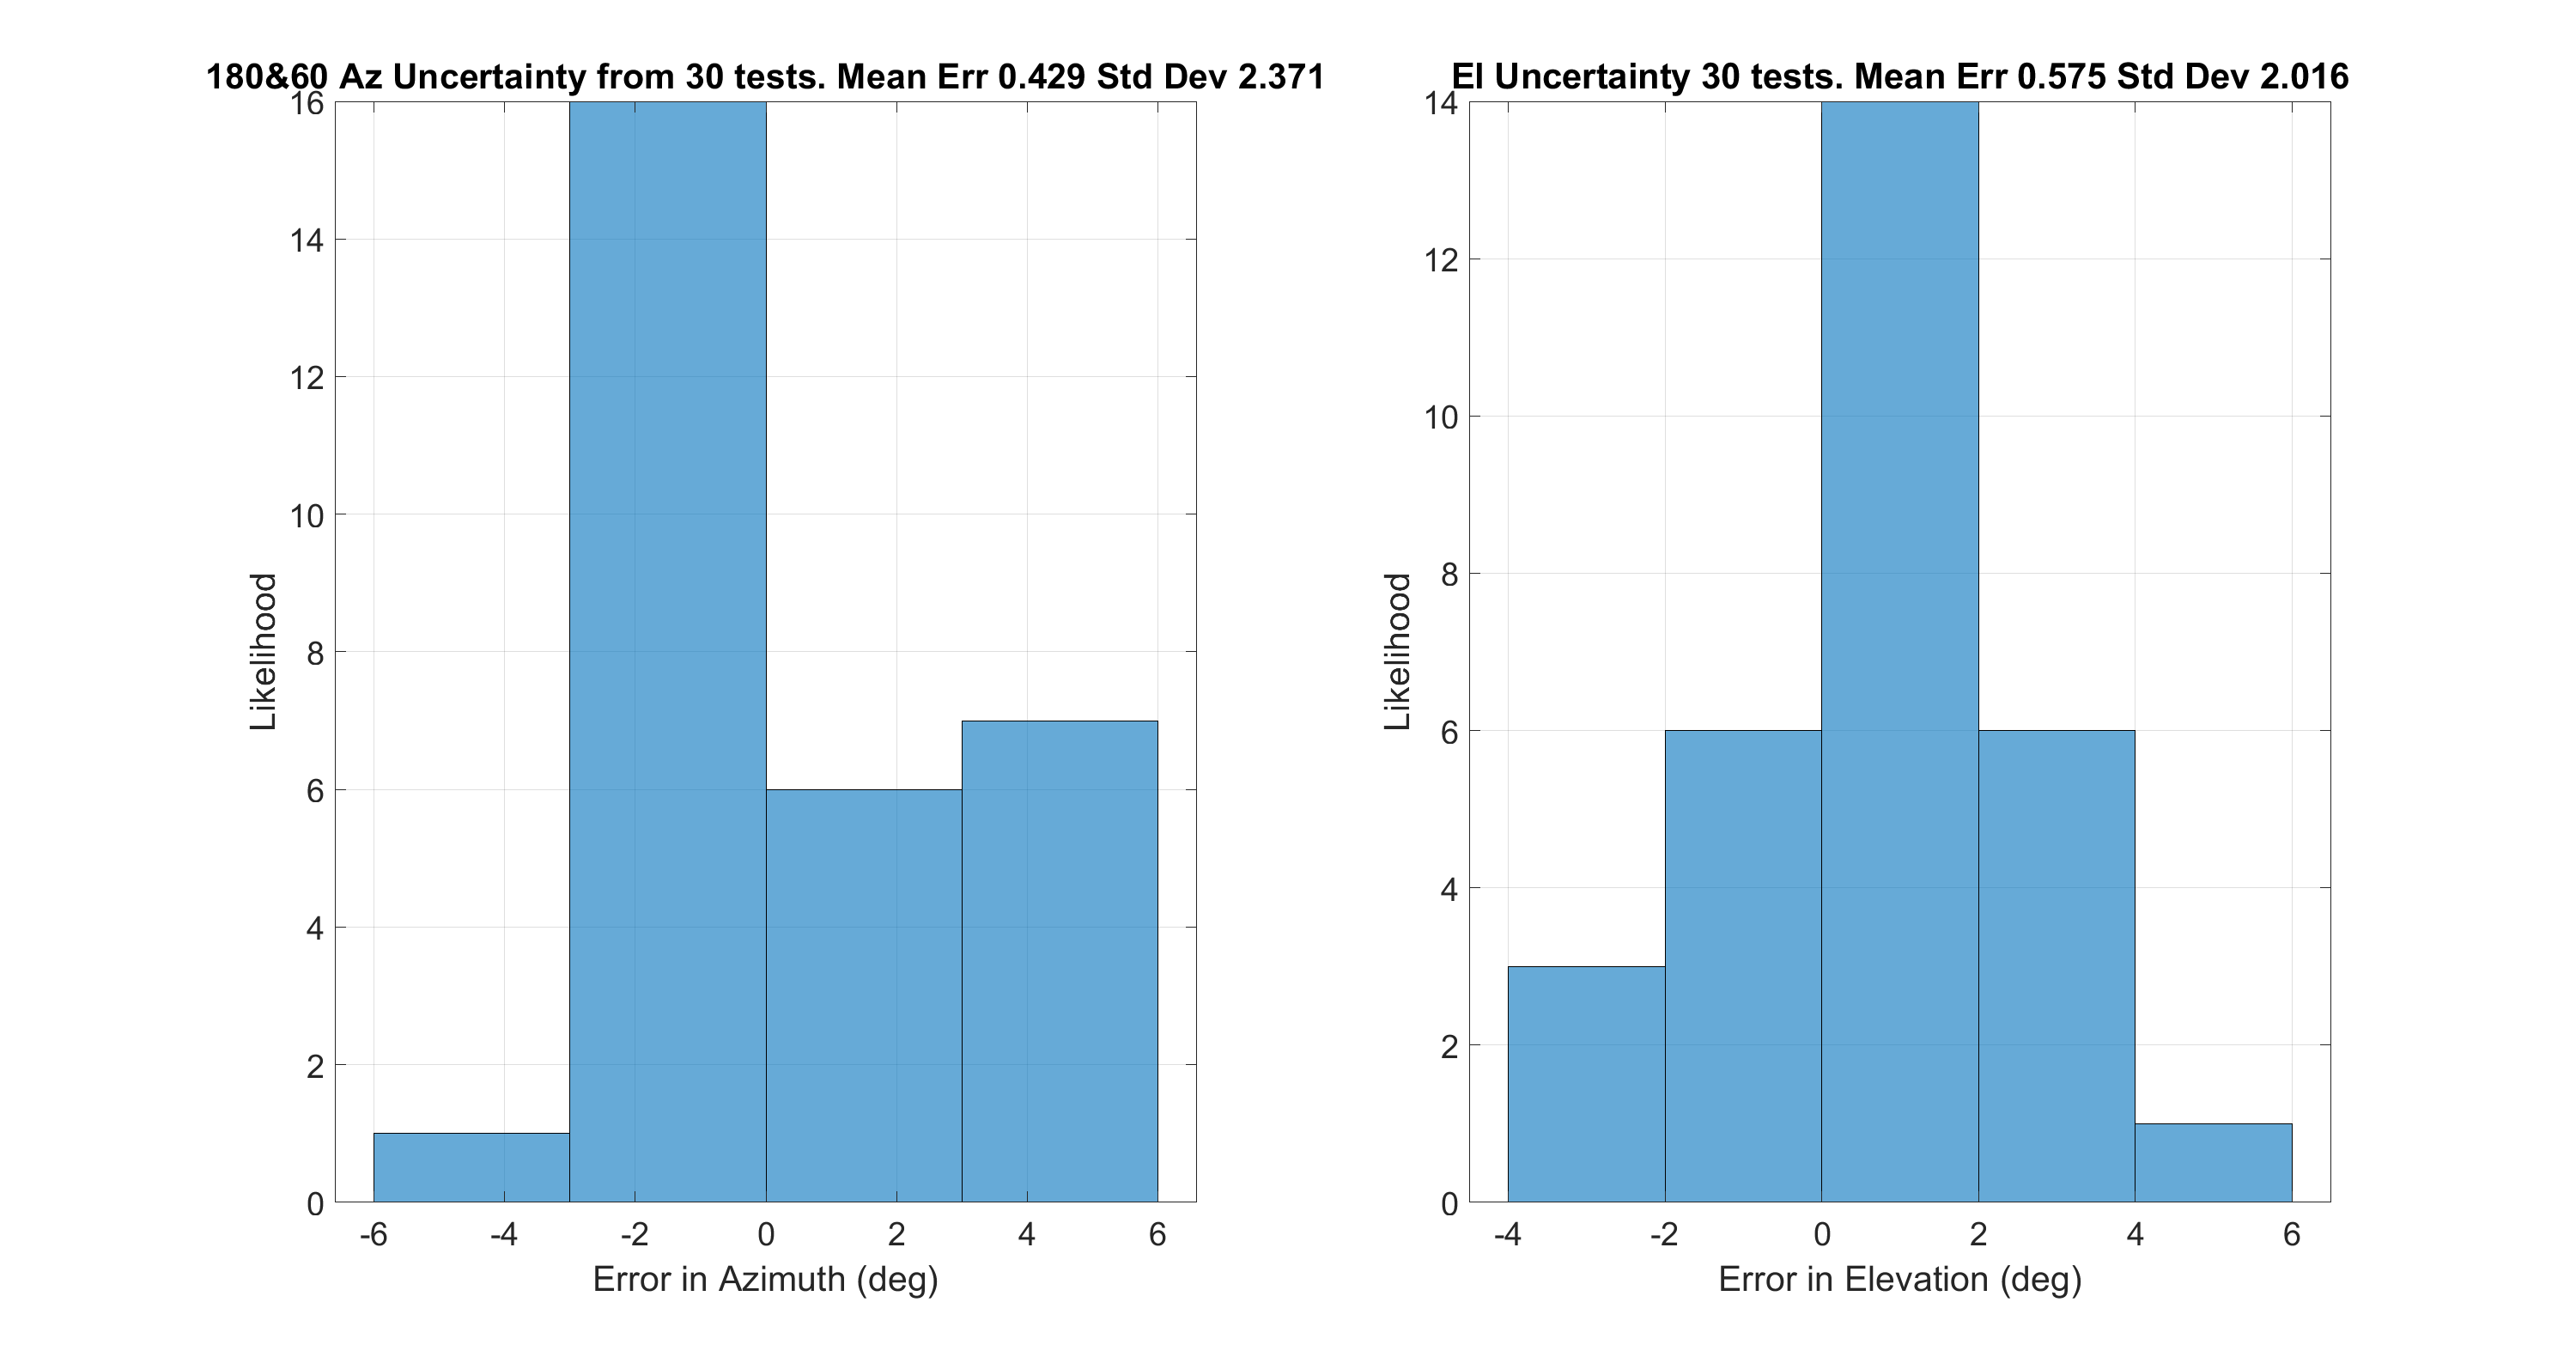 180&60 Az Uncertainty from 30 tests. Mean Err 0.429 Std Dev 2.371
16
14
12
10
8
6
4
2
0
Likelihood
-6 -4 -2 0 2 4 6
Error in Azimuth (deg)
El Uncertainty 30 tests. Mean Err 0.575 Std Dev 2.016
14
12
10
8
6
4
2
0
Likelihood
-4 -2 0 2 4 6
Error in Elevation (deg)